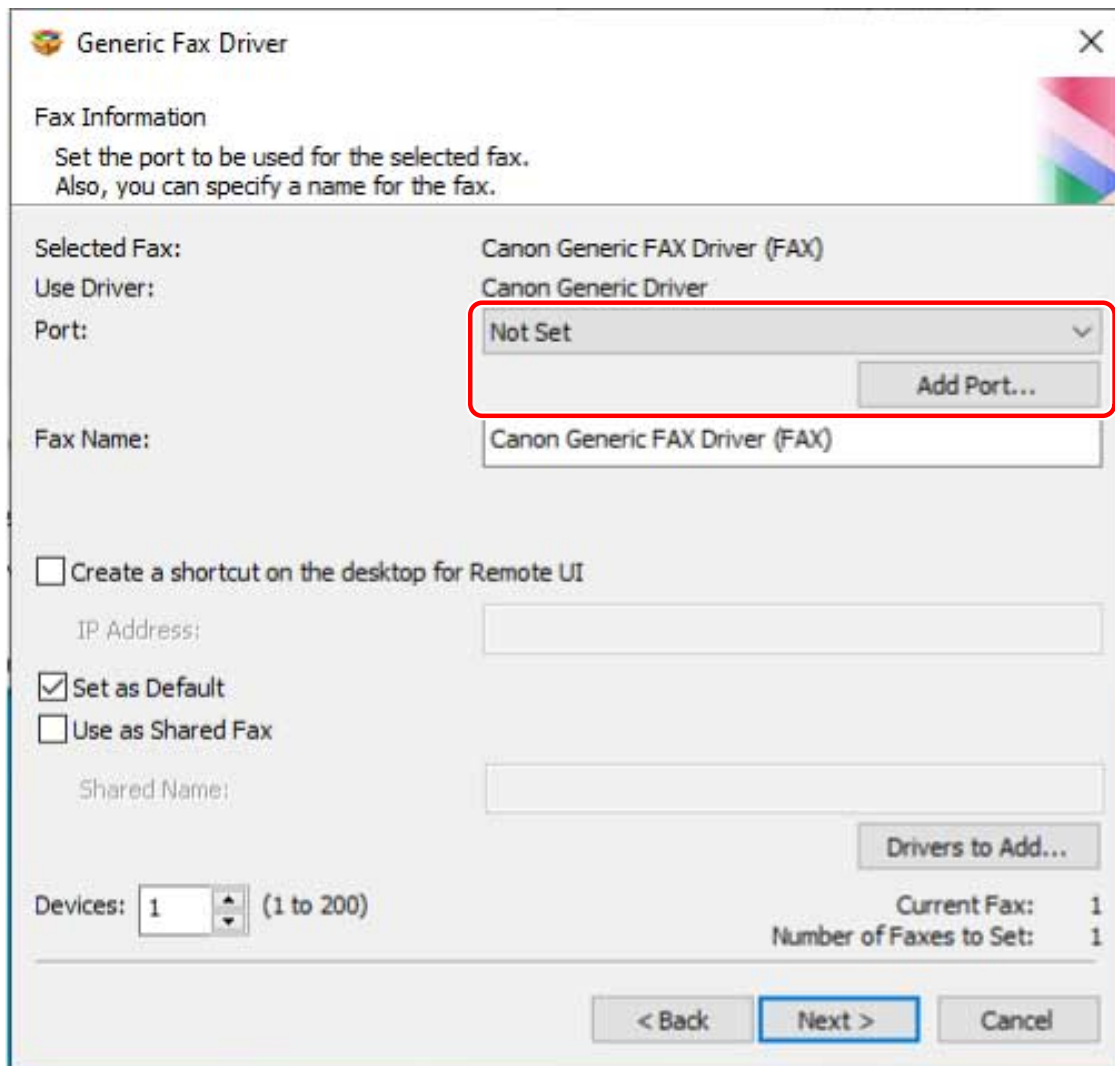 Generic Fax Driver
Fax Information
Set the port to be used for the selected fax.
Also, you can specify a name for the fax.
Selected Fax: Canon Generic FAX Driver (FAX)
Use Driver: Canon Generic Driver
Port: Not Set
Add Port...
Fax Name: Canon Generic FAX Driver (FAX)
Create a shortcut on the desktop for Remote UI
IP Address:
Set as Default
Use as Shared Fax
Shared Name:
Drivers to Add...
Devices: 1 (1 to 200) Current Fax: 1
Number of Faxes to Set: 1
< Back Next > Cancel